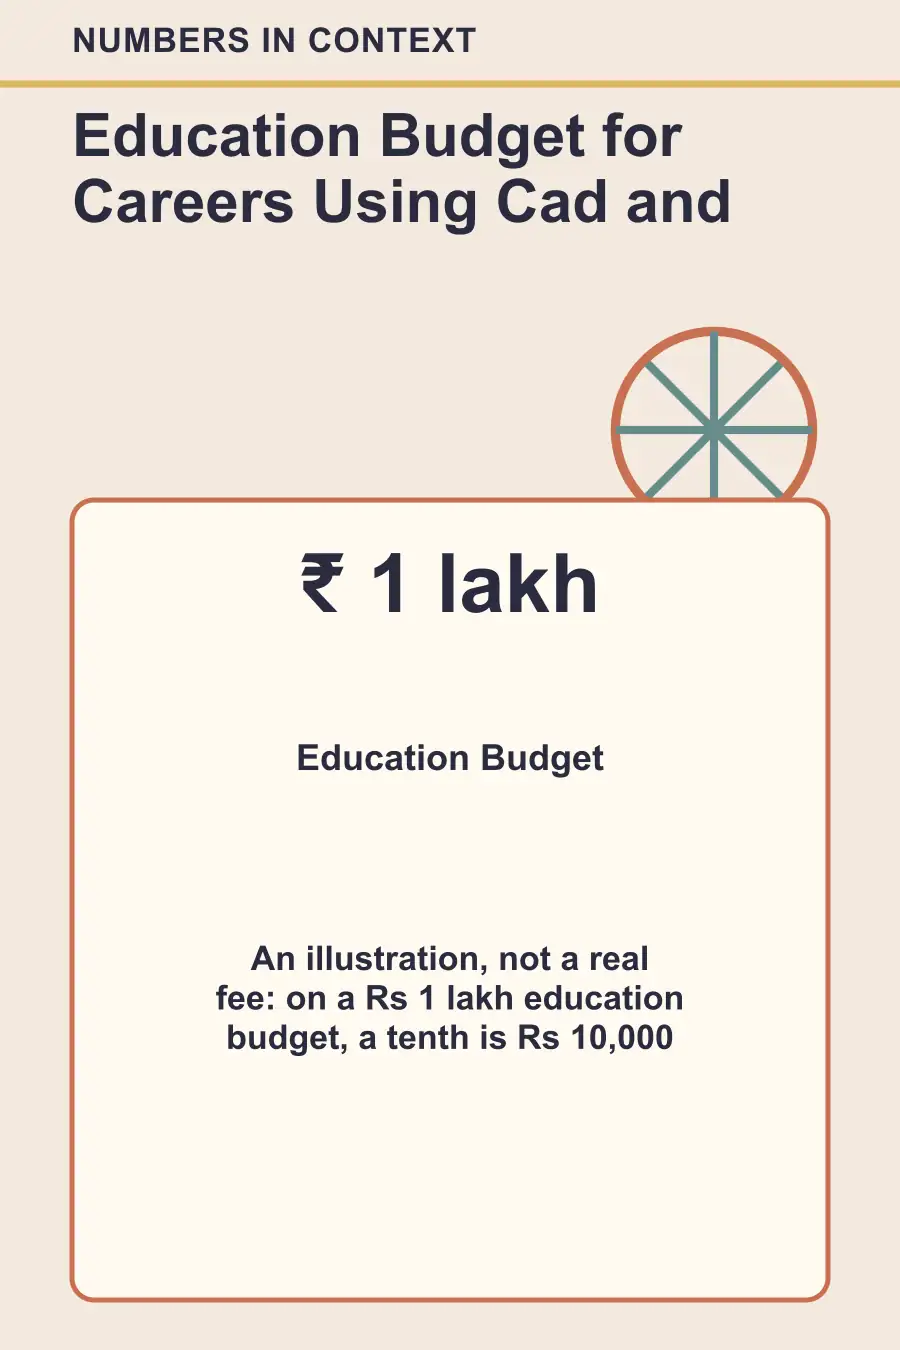 NUMBERS IN CONTEXT
Education Budget for
Careers Using Cad and
₹ 1 lakh
Education Budget
An illustration, not a real
fee: on a Rs 1 lakh education
budget, a tenth is Rs 10,000